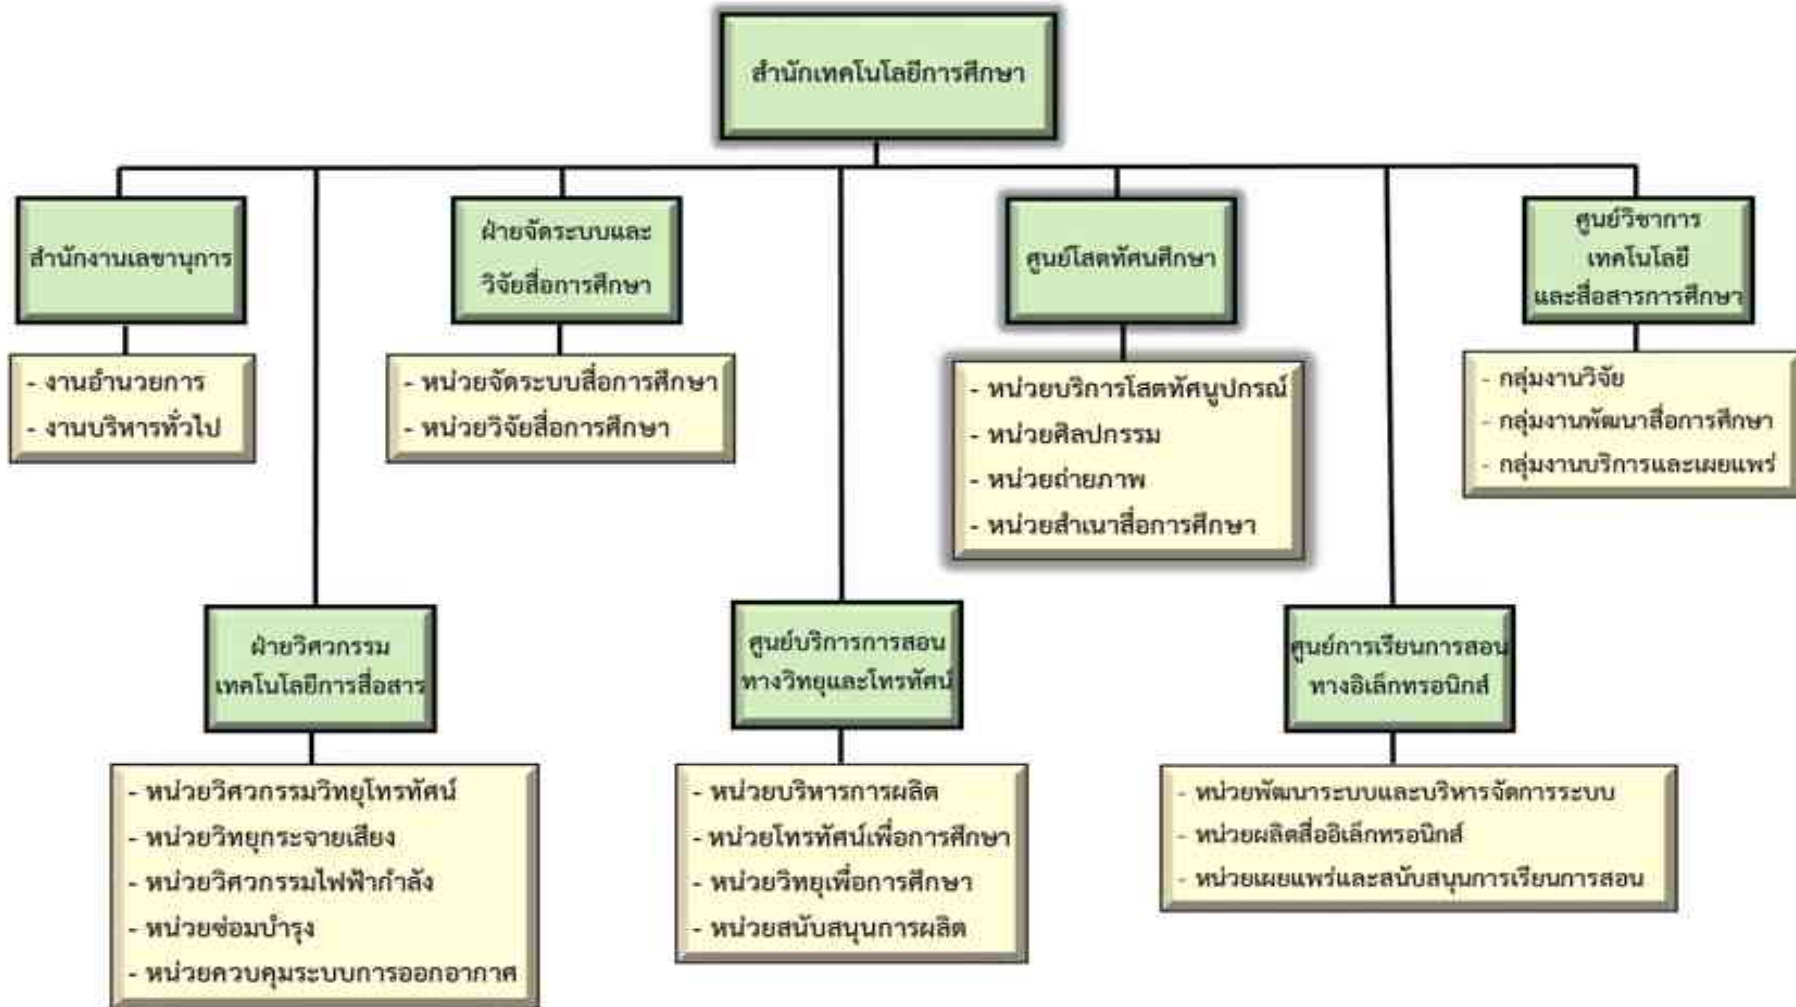 สำนักเทคโนโลยีการศึกษา
สำนักงานเลขานุการ
- งานอำนวยการ
- งานบริหารทั่วไป
ฝ่ายจัดระบบและ
วิจัยสื่อการศึกษา
- หน่วยจัดระบบสื่อการศึกษา
- หน่วยวิจัยสื่อการศึกษา
ศูนย์โสตทัศนศึกษา
- หน่วยบริการโสตทัศนูปกรณ์
- หน่วยศิลปกรรม
- หน่วยถ่ายภาพ
- หน่วยสำเนาสื่อการศึกษา
ศูนย์วิชาการ
เทคโนโลยี
และสื่อสารการศึกษา
- กลุ่มงานวิจัย
- กลุ่มงานพัฒนาสื่อการศึกษา
- กลุ่มงานบริการและเผยแพร่
ฝ่ายวิศวกรรม
เทคโนโลยีการสื่อสาร
- หน่วยวิศวกรรมวิทยุโทรทัศน์
- หน่วยวิทยุกระจายเสียง
- หน่วยวิศวกรรมไฟฟ้ากำลัง
- หน่วยซ่อมบำรุง
- หน่วยควบคุมระบบการออกอากาศ
ศูนย์บริการการสอน
ทางวิทยุและโทรทัศน์
- หน่วยบริหารการผลิต
- หน่วยโทรทัศน์เพื่อการศึกษา
- หน่วยวิทยุเพื่อการศึกษา
- หน่วยสนับสนุนการผลิต
ศูนย์การเรียนการสอน
ทางอิเล็กทรอนิกส์
- หน่วยพัฒนาระบบและบริหารจัดการระบบ
- หน่วยผลิตสื่ออิเล็กทรอนิกส์
- หน่วยเผยแพร่และสนับสนุนการเรียนการสอน